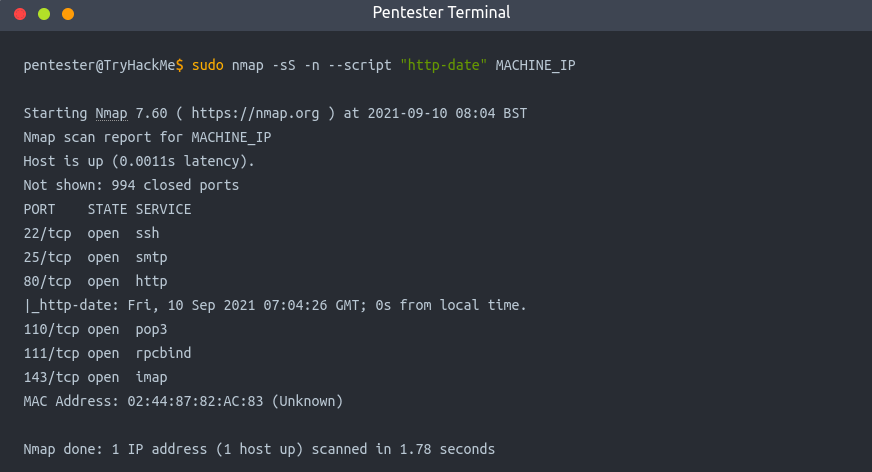 Pentester Terminal
pentester@TryHackMe$ sudo nmap -sS -n --script "http-date" MACHINE_IP
Starting Nmap 7.60 ( https://nmap.org ) at 2021-09-10 08:04 BST
Nmap scan report for MACHINE_IP
Host is up (0.0011s latency).
Not shown: 994 closed ports
PORT    STATE SERVICE
22/tcp  open  ssh
25/tcp  open  smtp
80/tcp  open  http
|_http-date: Fri, 10 Sep 2021 07:04:26 GMT; 0s from local time.
110/tcp open  pop3
111/tcp open  rpcbind
143/tcp open  imap
MAC Address: 02:44:87:82:AC:83 (Unknown)
Nmap done: 1 IP address (1 host up) scanned in 1.78 seconds